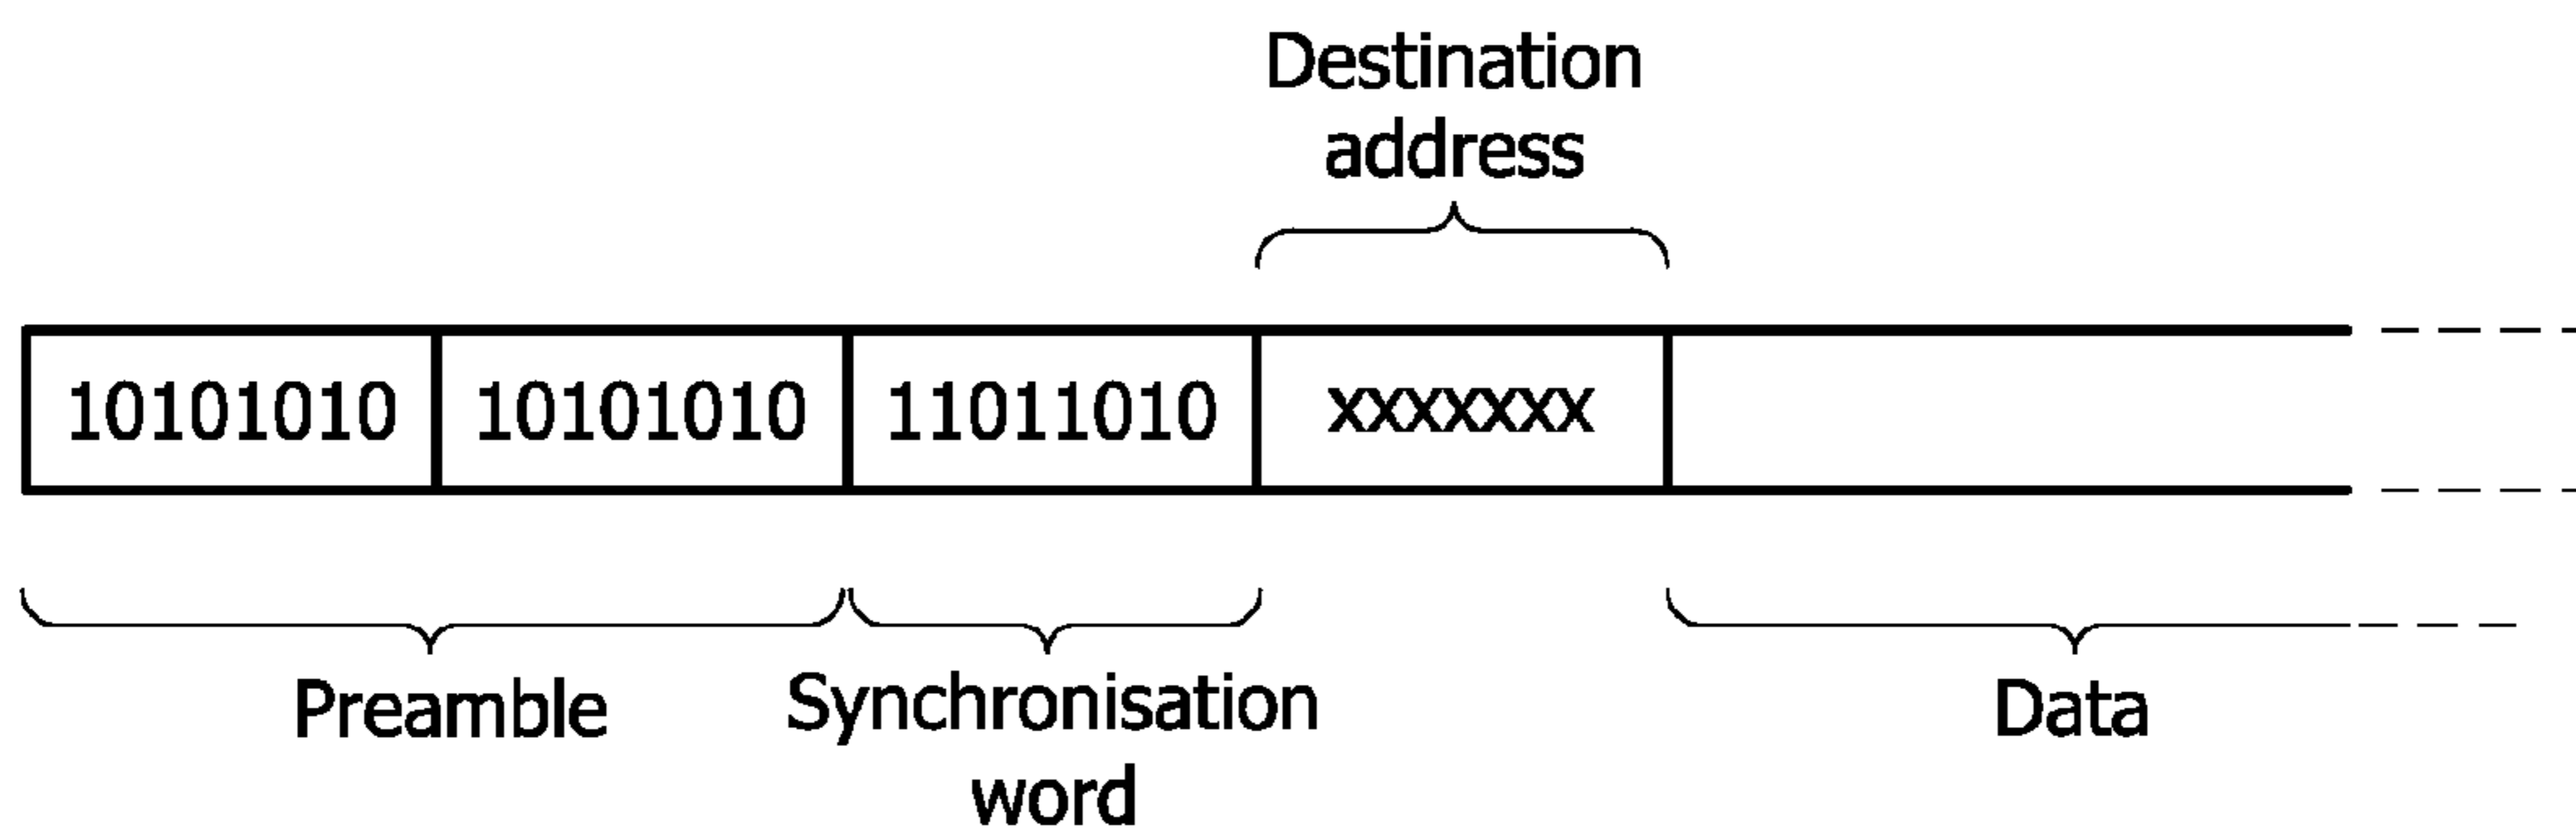 Destination
address
10101010 10101010 11011010 xxxxxxx
Preamble Synchronisation Data
word